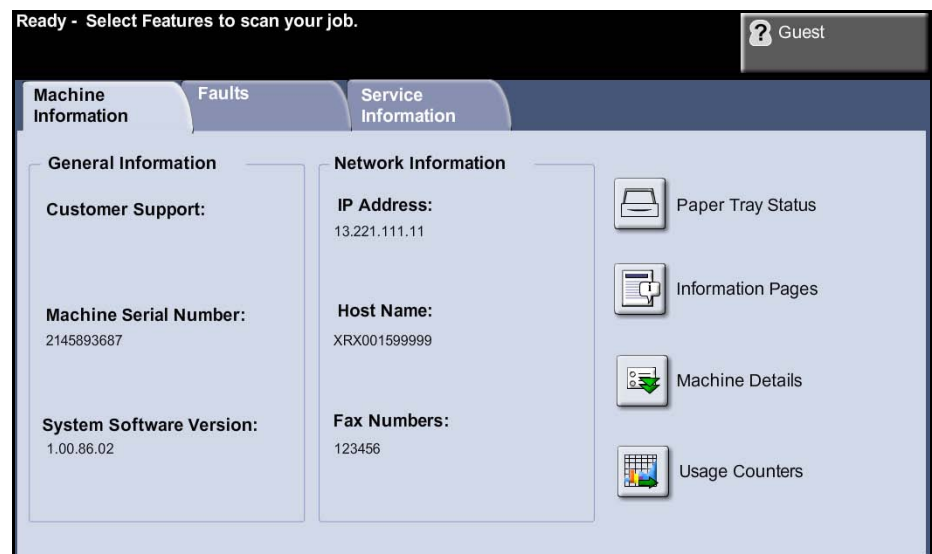 Ready - Select Features to scan your job.
Guest
Machine
Information
Faults
Service
Information
General Information
Customer Support:
Machine Serial Number:
2145893687
System Software Version:
1.00.86.02
Network Information
IP Address:
13.221.111.11
Host Name:
XRX001599999
Fax Numbers:
123456
Paper Tray Status
Information Pages
Machine Details
Usage Counters